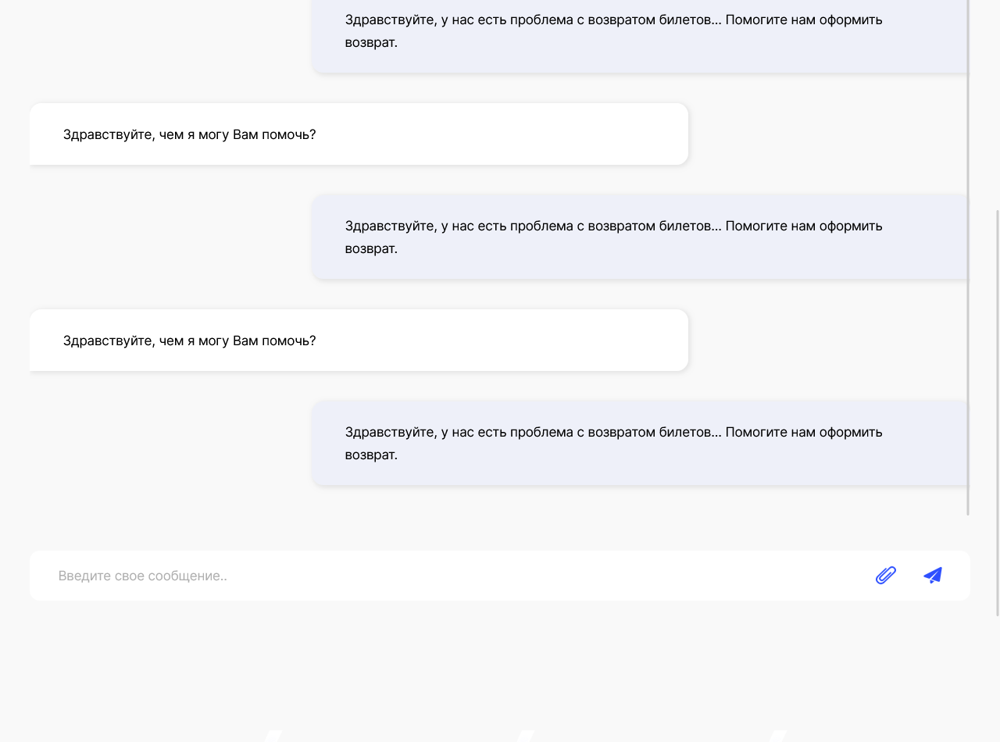 Здравствуйте, у нас есть проблема с возвратом билетов... Помогите нам оформить
возврат.
Здравствуйте, чем я могу Вам помочь?
Здравствуйте, у нас есть проблема с возвратом билетов... Помогите нам оформить
возврат.
Здравствуйте, чем я могу Вам помочь?
Здравствуйте, у нас есть проблема с возвратом билетов... Помогите нам оформить
возврат.
Введите свое сообщение..